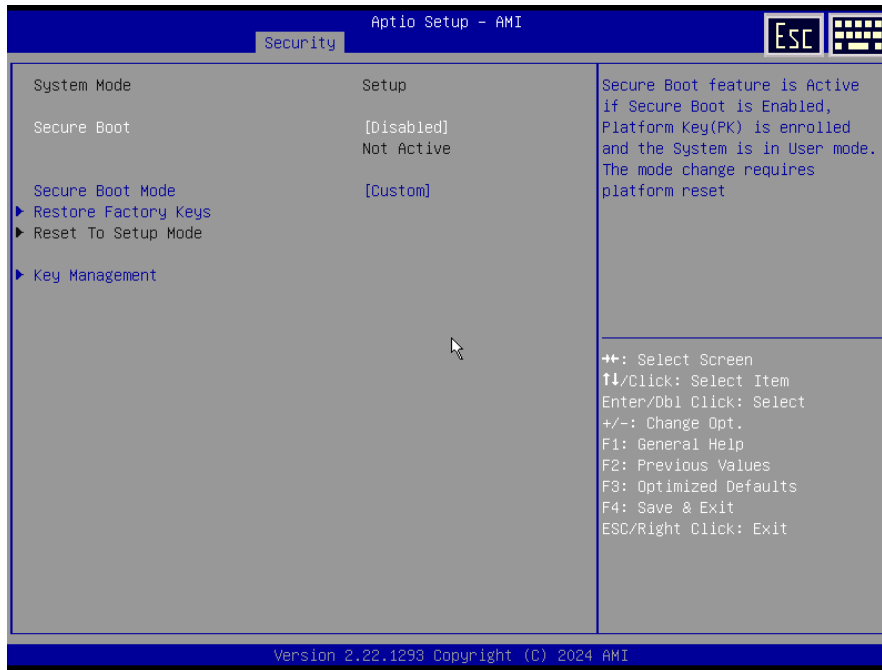 Aptio Setup – AMI
Security
Esc
System Mode Setup
Secure Boot [Disabled]
Not Active
Secure Boot Mode [Custom]
Restore Factory Keys
Reset To Setup Mode
Key Management
Secure Boot feature is Active
if Secure Boot is Enabled,
Platform Key(PK) is enrolled
and the System is in User mode.
The mode change requires
platform reset
→←: Select Screen
↑↓/Click: Select Item
Enter/Dbl Click: Select
+/-: Change Opt.
F1: General Help
F2: Previous Values
F3: Optimized Defaults
F4: Save & Exit
ESC/Right Click: Exit
Version 2.22.1293 Copyright (C) 2024 AMI